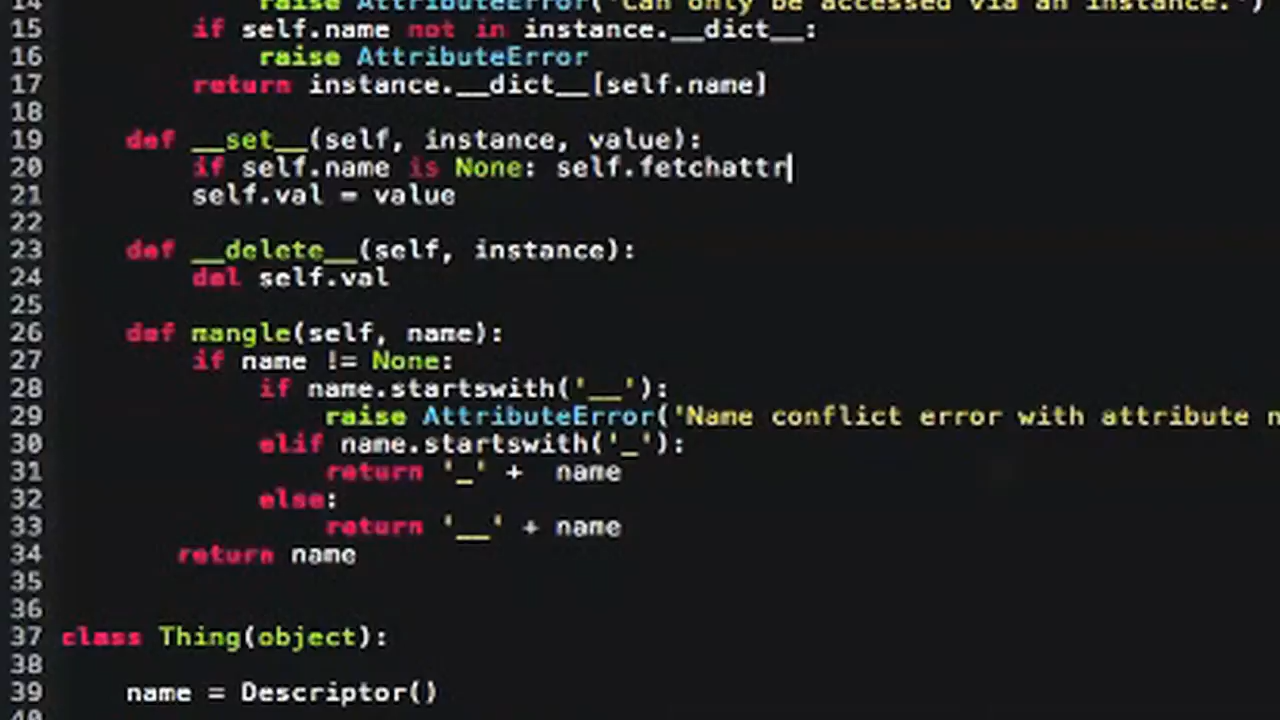 14 raise AttributeError('Can only be accessed via an instance.')
15 if self.name not in instance.__dict__:
16 raise AttributeError
17 return instance.__dict__[self.name]
18
19 def __set__(self, instance, value):
20 if self.name is None: self.fetchattr
21 self.val = value
22
23 def __delete__(self, instance):
24 del self.val
25
26 def mangle(self, name):
27 if name != None:
28 if name.startswith('__'):
29 raise AttributeError('Name conflict error with attribute n
30 elif name.startswith('_'):
31 return '_' +  name
32 else:
33 return '__' + name
34 return name
35
36
37 class Thing(object):
38
39 name = Descriptor()
40